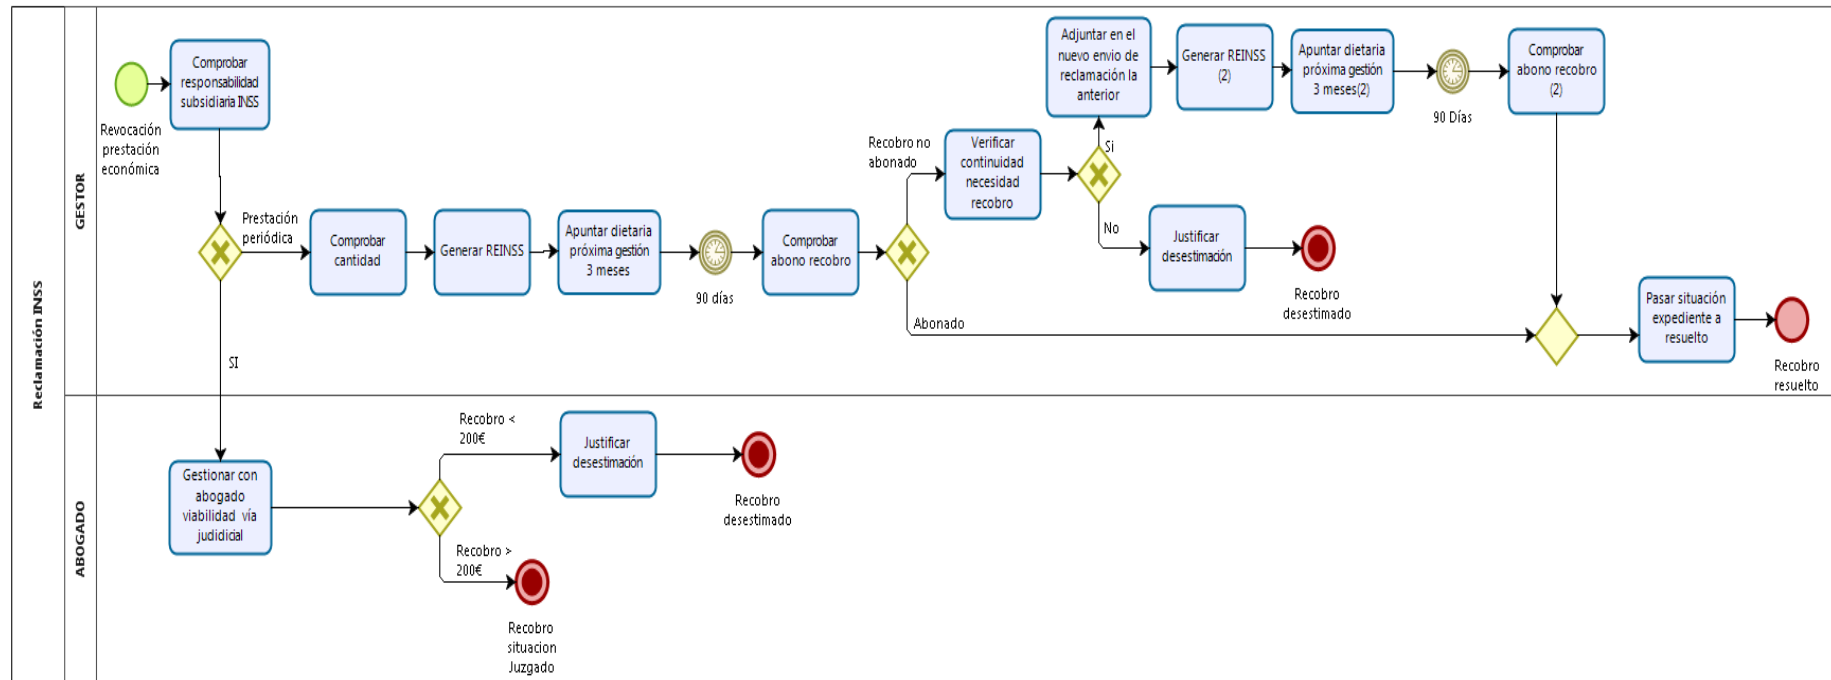 Reclamación INSS
GESTOR
Revocación
prestación
económica
Comprobar
responsabilidad
subsidiaria INSS
Prestación
periódica
SI
Comprobar
cantidad
Generar REINSS
Apuntar dietaria
próxima gestión
3 meses
90 días
Comprobar
abono recobro
Recobro no
abonado
Abonado
Verificar
continuidad
necesidad
recobro
Si
No
Adjuntar en el
nuevo envio de
reclamación la
anterior
Generar REINSS
(2)
Apuntar dietaria
próxima gestión
3 meses(2)
90 Días
Comprobar
abono recobro
(2)
Justificar
desestimación
Recobro
desestimado
Pasar situación
expediente a
resuelto
Recobro
resuelto
ABOGADO
Gestionar con
abogado
viabilidad vía
judidicial
Recobro <
200€
Justificar
desestimación
Recobro
desestimado
Recobro >
200€
Recobro
situacion
Juzgado